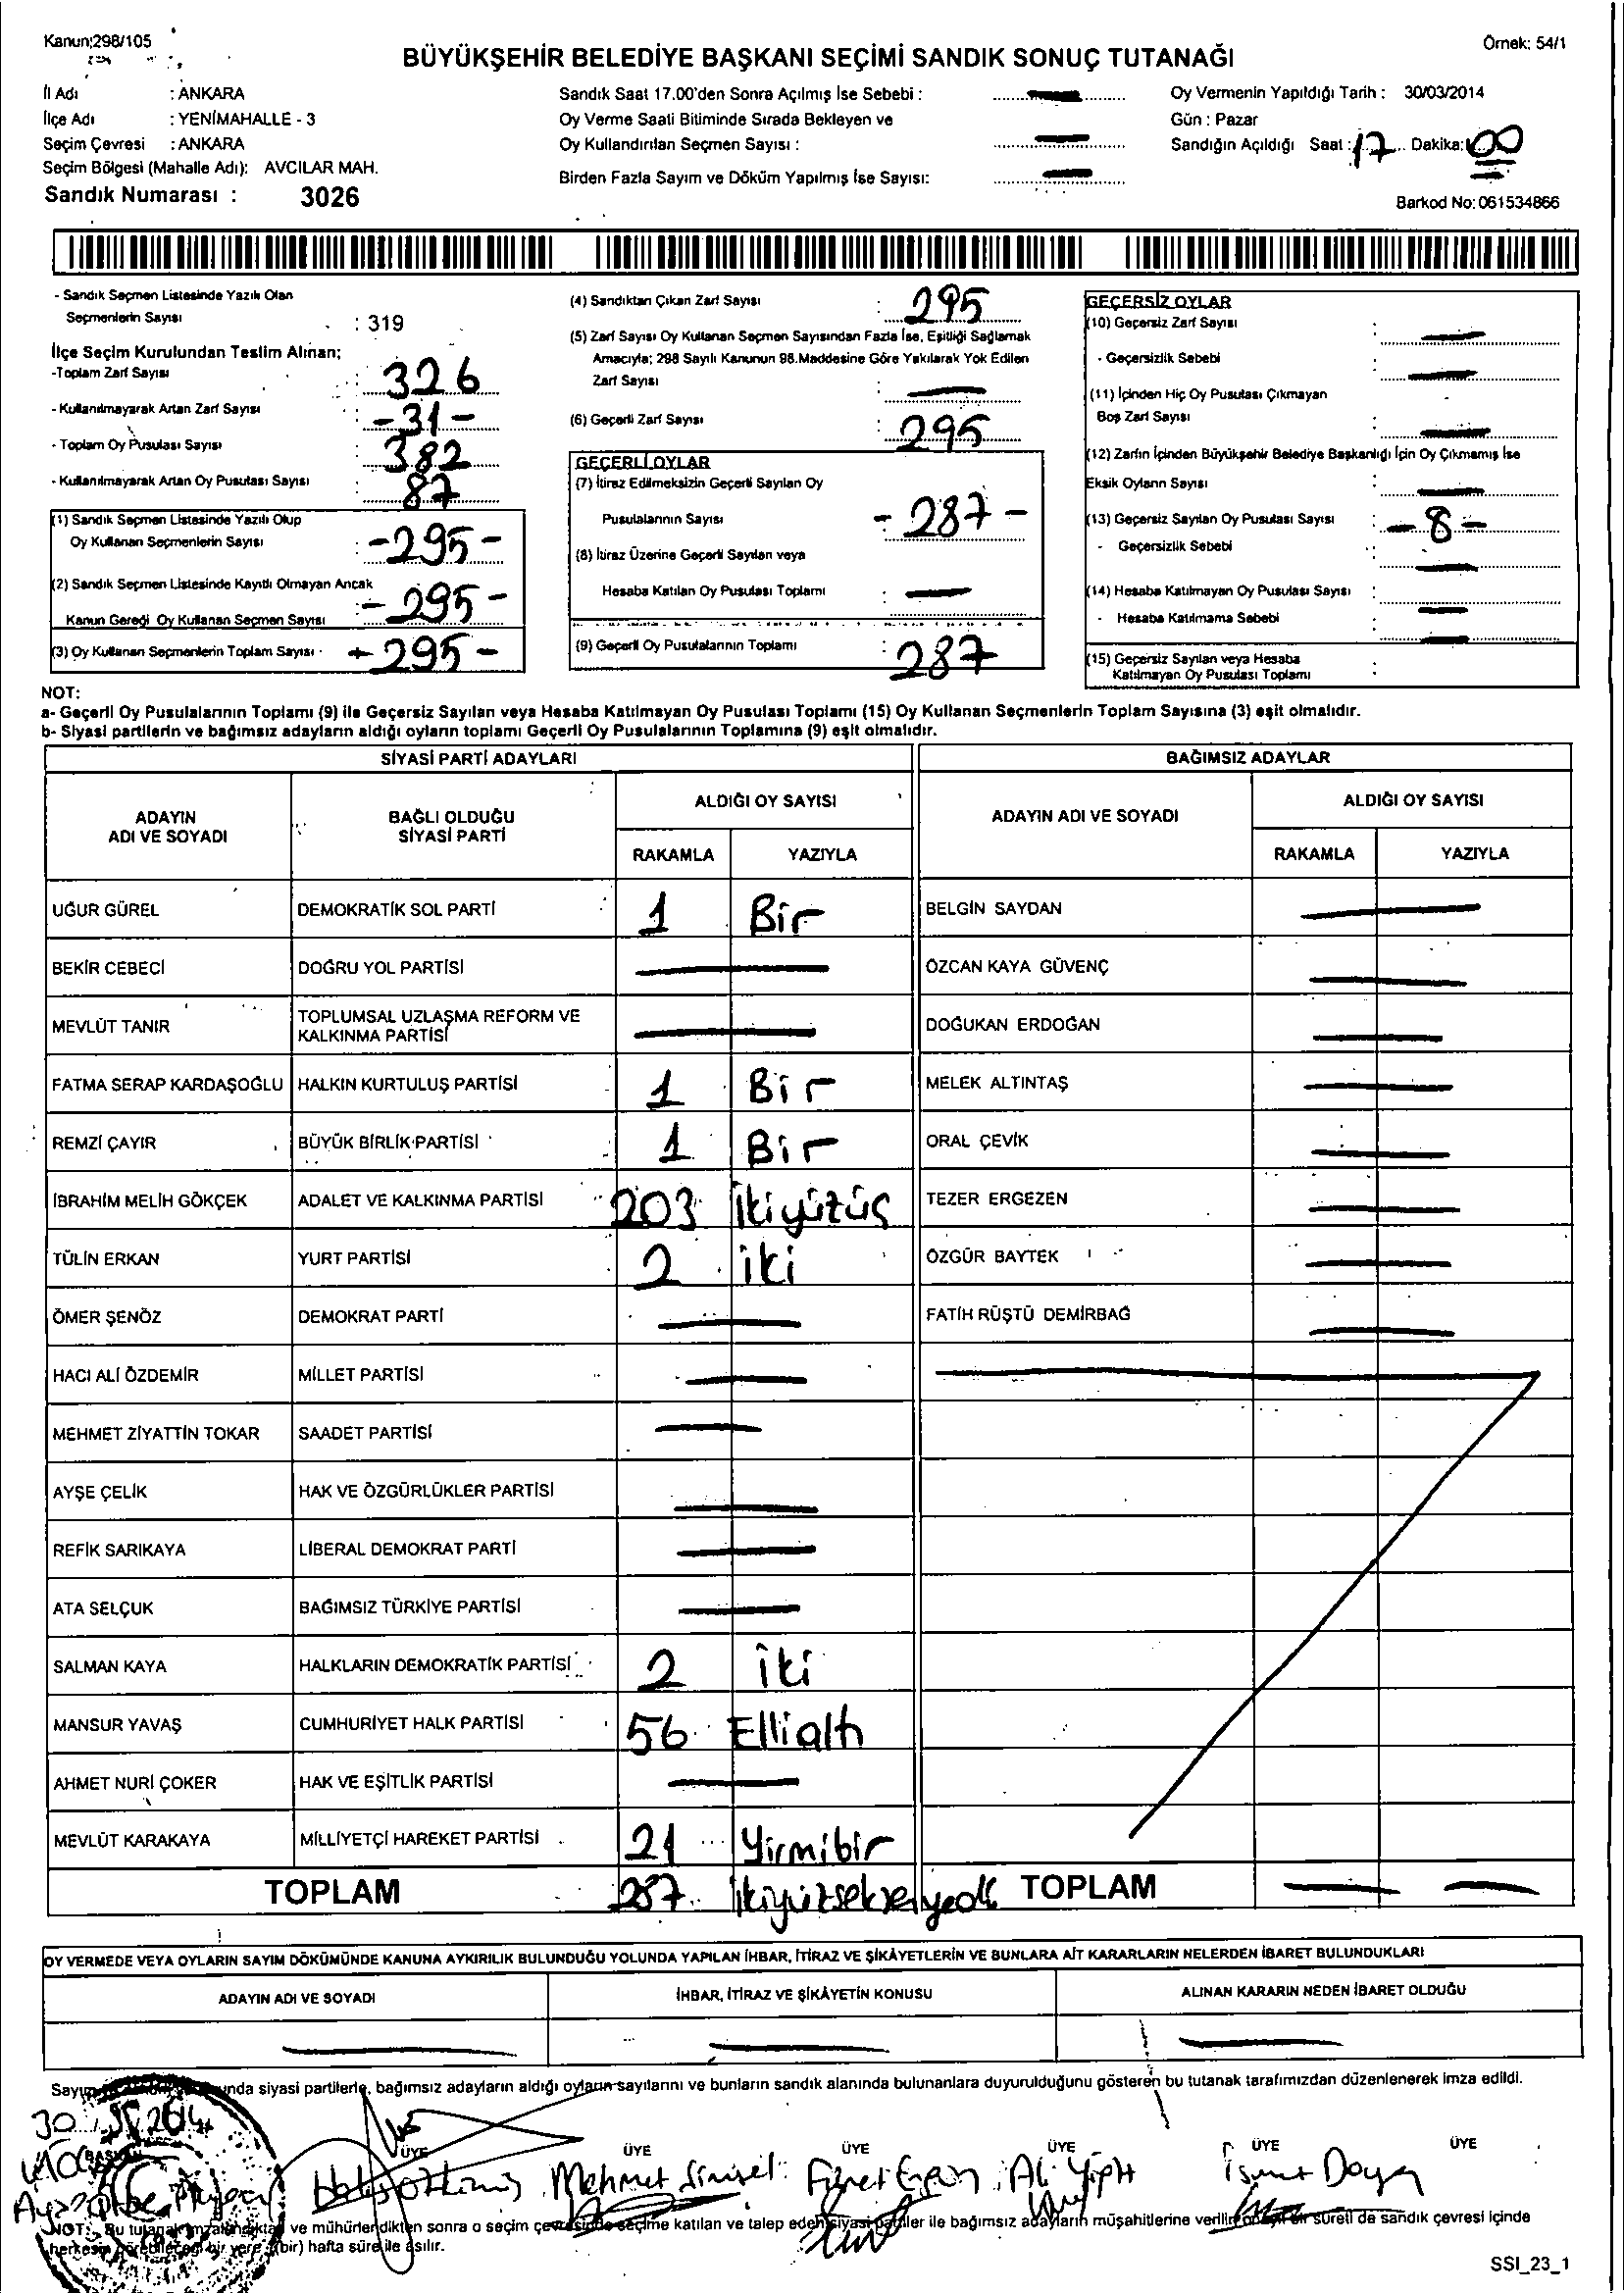 Kanun;298/105
Örnek: 54/1
BÜYÜKŞEHİR BELEDİYE BAŞKANI SEÇİMİ SANDIK SONUÇ TUTANAĞI
İl Adı : ANKARA
İlçe Adı : YENİMAHALLE - 3
Seçim Çevresi : ANKARA
Seçim Bölgesi (Mahalle Adı): AVCILAR MAH.
Sandık Numarası : 3026
Sandık Saat 17.00'den Sonra Açılmış İse Sebebi :
Oy Verme Saati Bitiminde Sırada Bekleyen ve
Oy Kullandırılan Seçmen Sayısı :
Birden Fazla Sayım ve Döküm Yapılmış İse Sayısı:
Oy Vermenin Yapıldığı Tarih : 30/03/2014
Gün : Pazar
Sandığın Açıldığı Saat : 17 Dakika: 00
Barkod No: 061534866
- Sandık Seçmen Listesinde Yazılı Olan
Seçmenlerin Sayısı : 319
İlçe Seçim Kurulundan Teslim Alınan;
-Toplam Zarf Sayısı : 326
- Kullanılmayarak Artan Zarf Sayısı : -31-
- Toplam Oy Pusulası Sayısı : 382
- Kullanılmayarak Artan Oy Pusulası Sayısı : 87
(1) Sandık Seçmen Listesinde Yazılı Olup
Oy Kullanan Seçmenlerin Sayısı : -295-
(2) Sandık Seçmen Listesinde Kayıtlı Olmayan Ancak
Kanun Gereği Oy Kullanan Seçmen Sayısı : -295-
(3) Oy Kullanan Seçmenlerin Toplam Sayısı : 295-
(4) Sandıktan Çıkan Zarf Sayısı : 295
(5) Zarf Sayısı Oy Kullanan Seçmen Sayısından Fazla İse, Eşitliği Sağlamak
Amacıyla; 298 Sayılı Kanunun 98.Maddesine Göre Yakılarak Yok Edilen
Zarf Sayısı :
(6) Geçerli Zarf Sayısı : 295
GEÇERLİ OYLAR
(7) İtiraz Edilmeksizin Geçerli Sayılan Oy
Pusulalarının Sayısı : -287-
(8) İtiraz Üzerine Geçerli Sayılan veya
Hesaba Katılan Oy Pusulası Toplamı :
(9) Geçerli Oy Pusulalarının Toplamı : 287
GEÇERSİZ OYLAR
(10) Geçersiz Zarf Sayısı :
- Geçersizlik Sebebi :
(11) İçinden Hiç Oy Pusulası Çıkmayan
Boş Zarf Sayısı :
(12) Zarfın İçinden Büyükşehir Belediye Başkanlığı İçin Oy Çıkmamış İse
Eksik Oyların Sayısı :
(13) Geçersiz Sayılan Oy Pusulası Sayısı : -8-
- Geçersizlik Sebebi :
(14) Hesaba Katılmayan Oy Pusulası Sayısı :
- Hesaba Katılmama Sebebi :
(15) Geçersiz Sayılan veya Hesaba
Katılmayan Oy Pusulası Toplamı :
NOT:
a- Geçerli Oy Pusulalarının Toplamı (9) ile Geçersiz Sayılan veya Hesaba Katılmayan Oy Pusulası Toplamı (15) Oy Kullanan Seçmenlerin Toplam Sayısına (3) eşit olmalıdır.
b- Siyasi partilerin ve bağımsız adayların aldığı oyların toplamı Geçerli Oy Pusulalarının Toplamına (9) eşit olmalıdır.
SİYASİ PARTİ ADAYLARI
BAĞIMSIZ ADAYLAR
ADAYIN ADI VE SOYADI
BAĞLI OLDUĞU SİYASİ PARTİ
ALDIĞI OY SAYISI
RAKAMLA YAZIYLA
ADAYIN ADI VE SOYADI
ALDIĞI OY SAYISI
RAKAMLA YAZIYLA
UĞUR GÜREL DEMOKRATİK SOL PARTİ 1 Bir BELGİN SAYDAN
BEKİR CEBECİ DOĞRU YOL PARTİSİ ÖZCAN KAYA GÜVENÇ
MEVLÜT TANIR TOPLUMSAL UZLAŞMA REFORM VE KALKINMA PARTİSİ DOĞUKAN ERDOĞAN
FATMA SERAP KARDAŞOĞLU HALKIN KURTULUŞ PARTİSİ 1 Bir MELEK ALTINTAŞ
REMZİ ÇAYIR BÜYÜK BİRLİK PARTİSİ 1 Bir ORAL ÇEVİK
İBRAHİM MELİH GÖKÇEK ADALET VE KALKINMA PARTİSİ 203 İkiyüzüç TEZER ERGEZEN
TÜLİN ERKAN YURT PARTİSİ 2 iki ÖZGÜR BAYTEK
ÖMER ŞENÖZ DEMOKRAT PARTİ FATİH RÜŞTÜ DEMİRBAĞ
HACI ALİ ÖZDEMİR MİLLET PARTİSİ
MEHMET ZİYATTİN TOKAR SAADET PARTİSİ
AYŞE ÇELİK HAK VE ÖZGÜRLÜKLER PARTİSİ
REFİK SARIKAYA LİBERAL DEMOKRAT PARTİ
ATA SELÇUK BAĞIMSIZ TÜRKİYE PARTİSİ
SALMAN KAYA HALKLARIN DEMOKRATİK PARTİSİ 2 iki
MANSUR YAVAŞ CUMHURİYET HALK PARTİSİ 56 Ellialtı
AHMET NURİ ÇOKER HAK VE EŞİTLİK PARTİSİ
MEVLÜT KARAKAYA MİLLİYETÇİ HAREKET PARTİSİ 21 Yirmibir
TOPLAM 287 İkiyüzseksenyedi TOPLAM
OY VERMEDE VEYA OYLARIN SAYIM DÖKÜMÜNDE KANUNA AYKIRILIK BULUNDUĞU YOLUNDA YAPILAN İHBAR, İTİRAZ VE ŞİKÂYETLERİN VE BUNLARA AİT KARARLARIN NELERDEN İBARET BULUNDUKLARI
ADAYIN ADI VE SOYADI İHBAR, İTİRAZ VE ŞİKÂYETİN KONUSU ALINAN KARARIN NEDEN İBARET OLDUĞU
siyasi partilerle, bağımsız adayların aldığı oyların sayılarını ve bunların sandık alanında bulunanlara duyurulduğunu gösteren bu tutanak tarafımızdan düzenlenerek imza edildi.
30 2014
BAŞKAN ÜYE ÜYE ÜYE ÜYE ÜYE ÜYE
Mehmet Ali Yiğit İsmet Doyan
NOT: Bu tutanak ve mühürlendikten sonra o seçim çevresinde seçime katılan ve talep eden siyasi partiler ile bağımsız adayların müşahitlerine verilir sureti de sandık çevresi içinde
herkesin görebileceği bir yere (bir) hafta süre ile asılır.
SSI_23_1